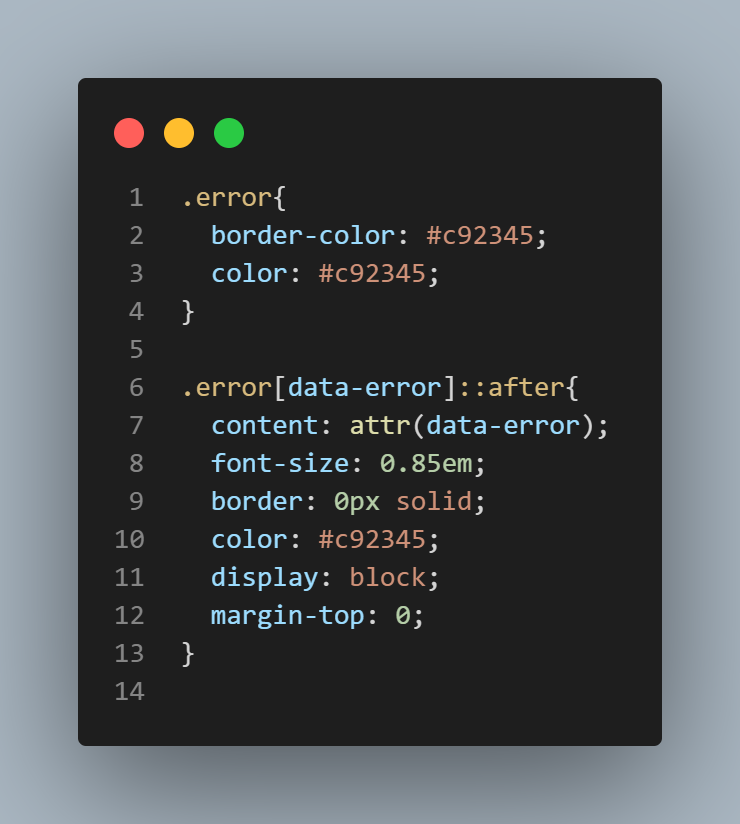 1 .error{
2   border-color: #c92345;
3   color: #c92345;
4 }
5
6 .error[data-error]::after{
7   content: attr(data-error);
8   font-size: 0.85em;
9   border: 0px solid;
10   color: #c92345;
11   display: block;
12   margin-top: 0;
13 }
14